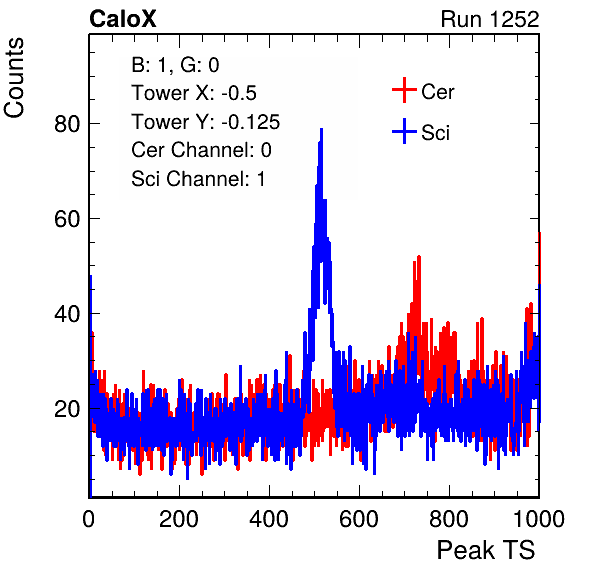 CaloX Run 1252
Counts
B: 1, G: 0
Tower X: -0.5
Tower Y: -0.125
Cer Channel: 0
Sci Channel: 1
Cer
Sci
80
60
40
20
0 200 400 600 800 1000
Peak TS